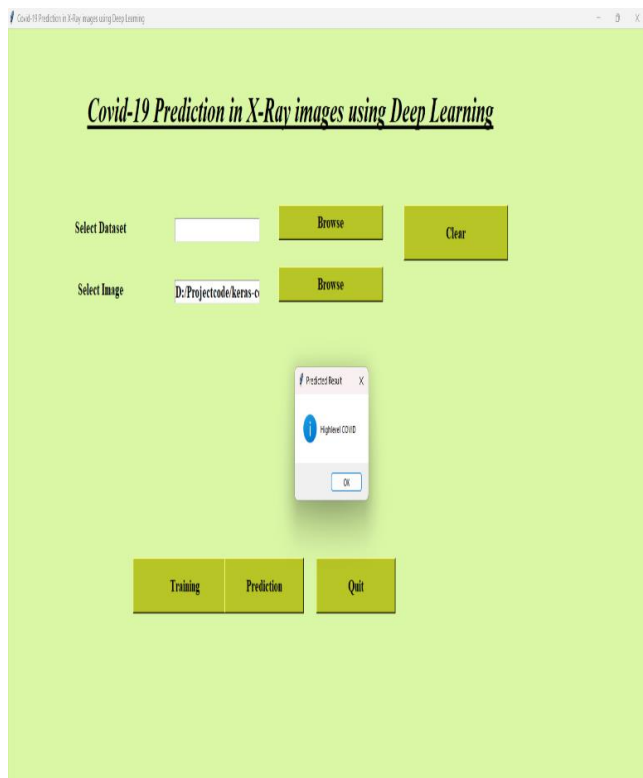 Covid-19 Prediction in X-Ray images using Deep Learning
Covid-19 Prediction in X-Ray images using Deep Learning
Select Dataset
Browse
Clear
Select Image
D:/Projectcode/keras-co
Browse
Predicted Result
Highlevel COVID
OK
Training
Prediction
Quit